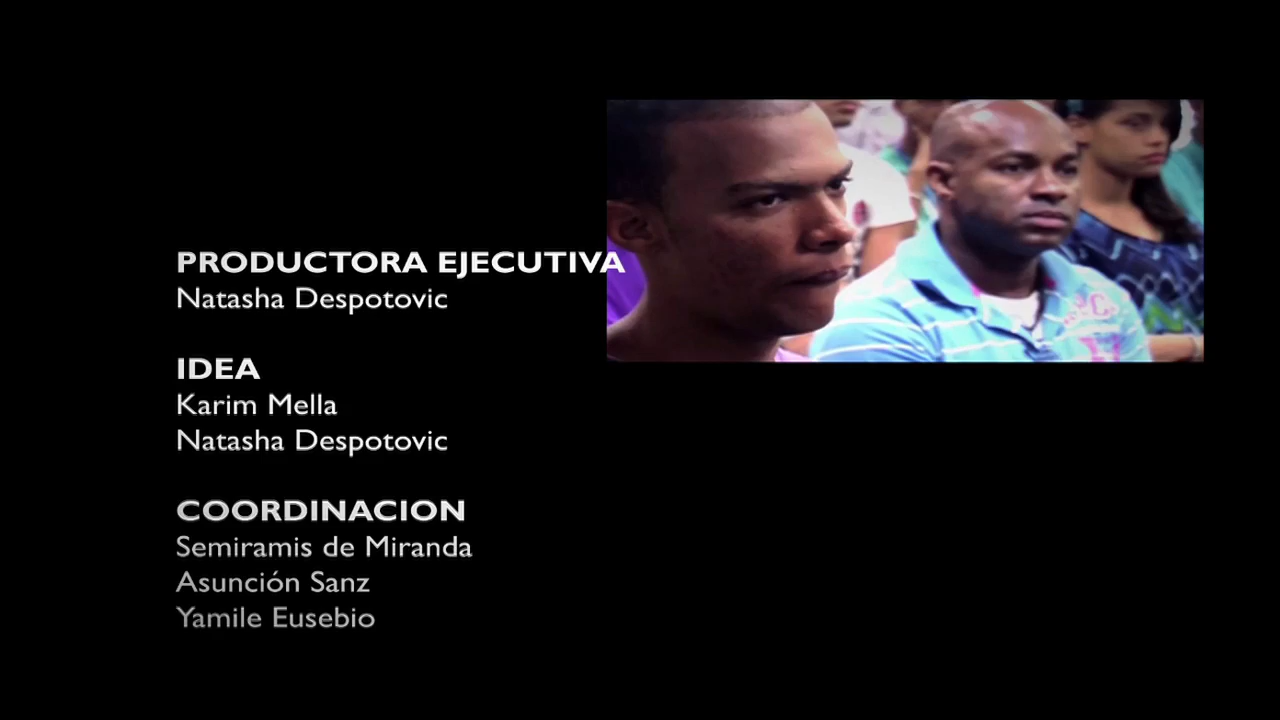 PRODUCTORA EJECUTIVA
Natasha Despotovic
IDEA
Karim Mella
Natasha Despotovic
COORDINACION
Semiramis de Miranda
Asunción Sanz
Yamile Eusebio